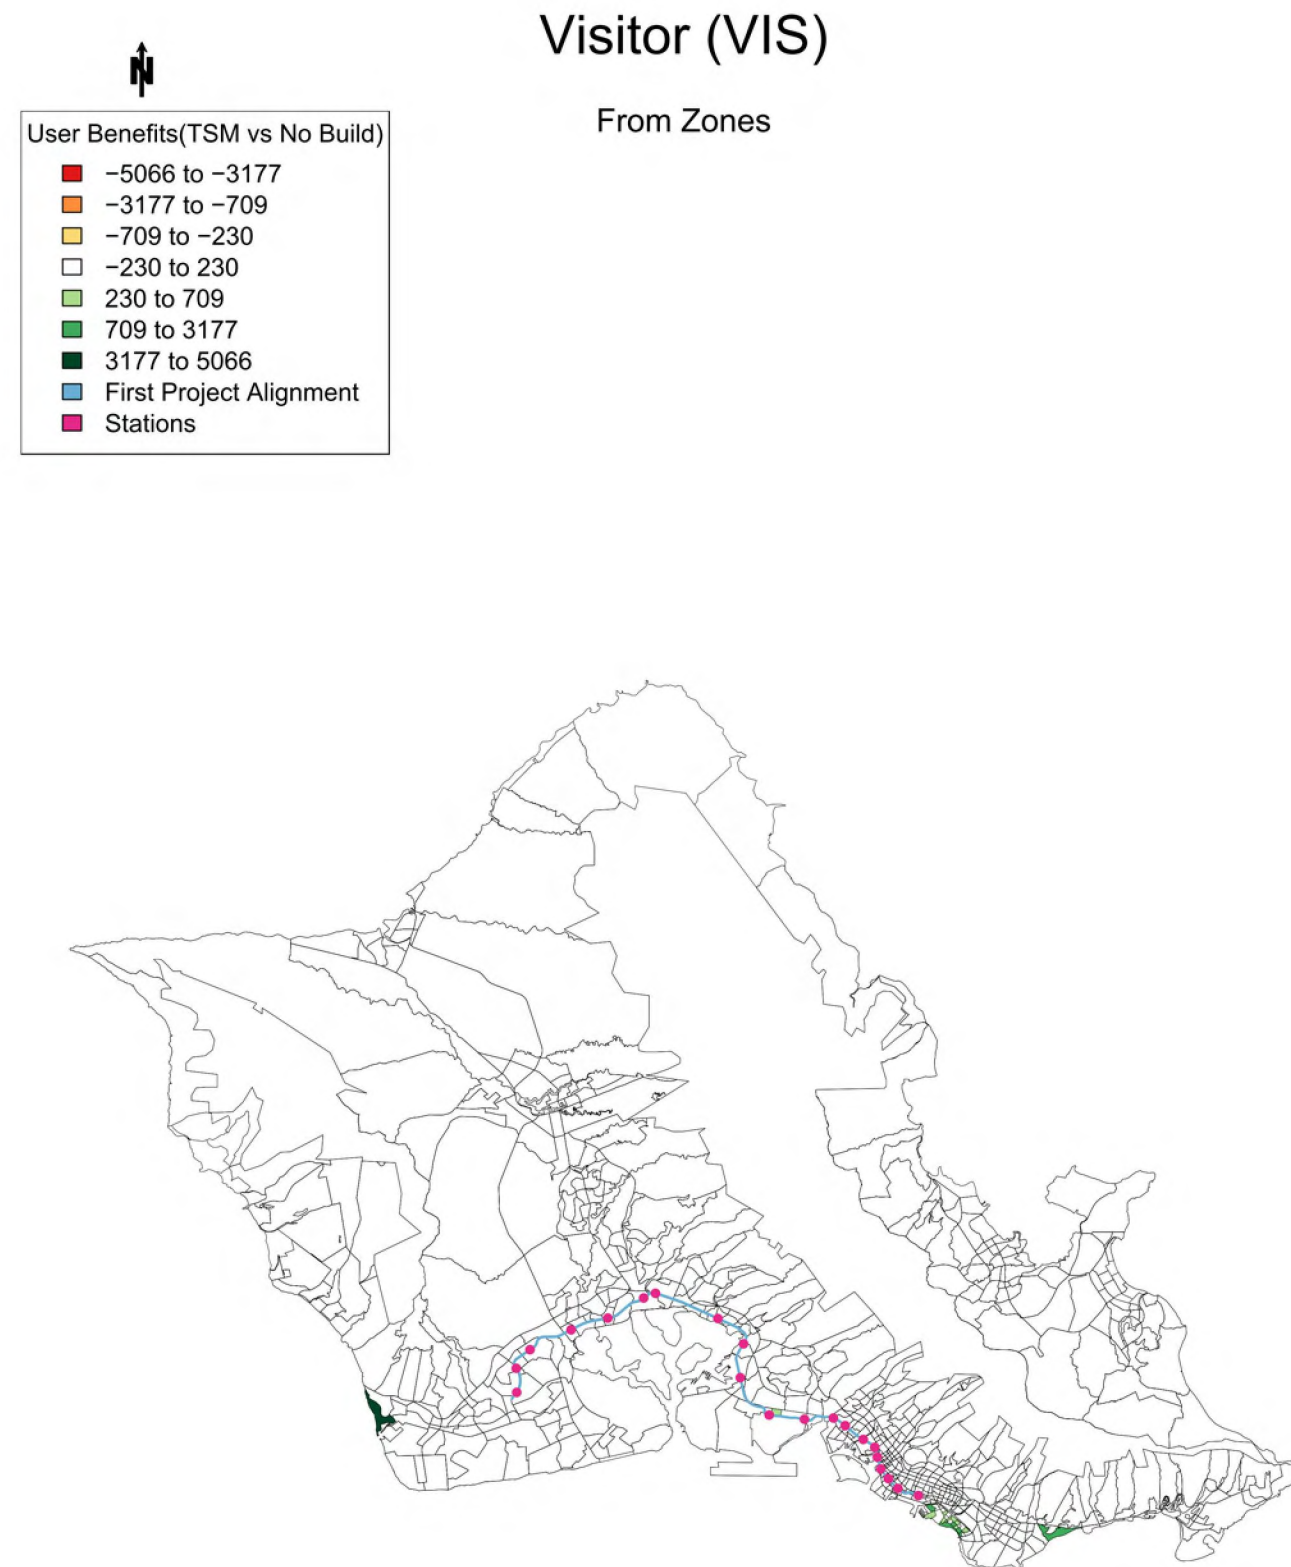 Visitor (VIS)
N
From Zones
User Benefits(TSM vs No Build)
−5066 to −3177
−3177 to −709
−709 to −230
−230 to 230
230 to 709
709 to 3177
3177 to 5066
First Project Alignment
Stations